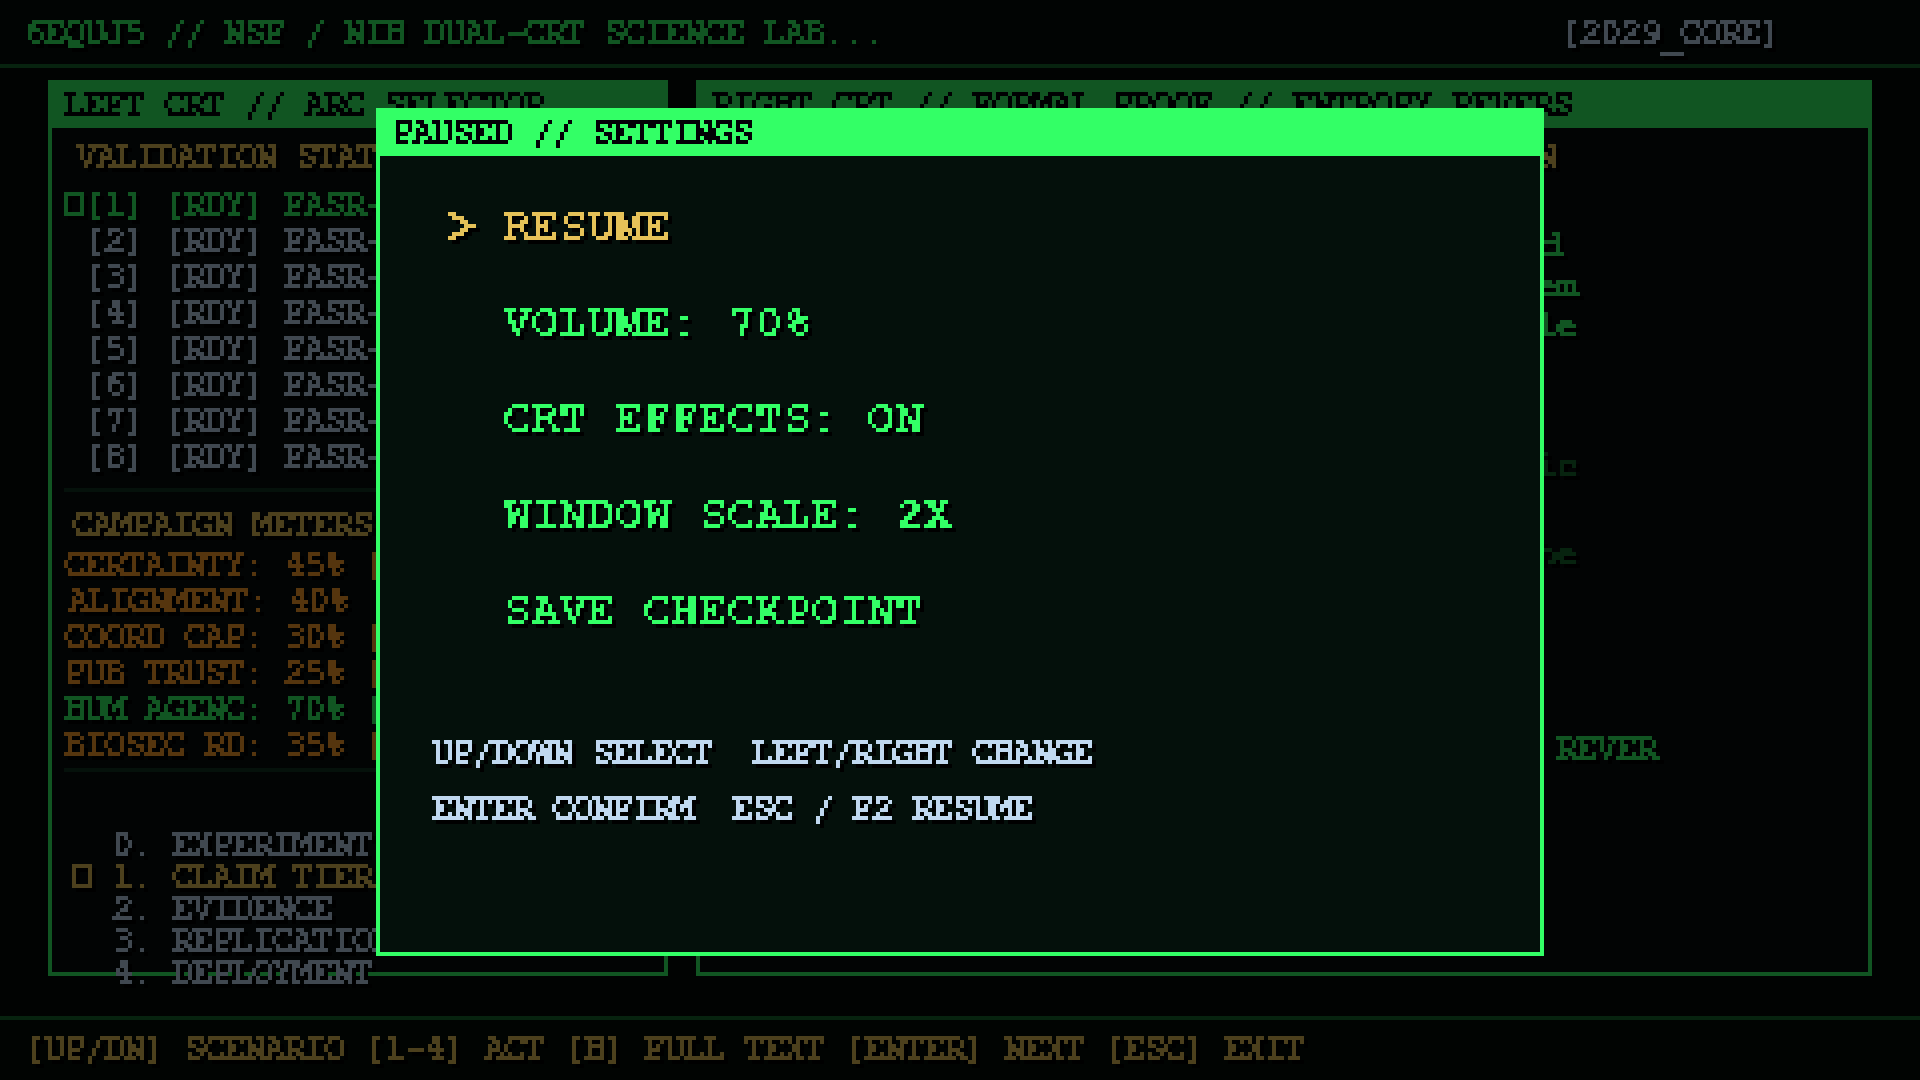 6EQUJ5 // NSF / NIH DUAL-CRT SCIENCE LAB...
[2029_CORE]
LEFT CRT // ARC SELECTOR
RIGHT CRT // FORMAL PROOF // ENTROPY REVERS
PAUSED // SETTINGS
VALIDATION STAT
[1] [RDY] FASR-
[2] [RDY] FASR-
[3] [RDY] FASR-
[4] [RDY] FASR-
[5] [RDY] FASR-
[6] [RDY] FASR-
[7] [RDY] FASR-
[8] [RDY] FASR-
CAMPAIGN METERS
CERTAINTY: 45%
ALIGNMENT: 40%
COORD CAP: 30%
PUB TRUST: 25%
HUM AGENC: 70%
BIOSEC RD: 35%
0. EXPERIMENT
1. CLAIM TIER
2. EVIDENCE
3. REPLICATIO
4. DEPLOYMENT
> RESUME
VOLUME: 70%
CRT EFFECTS: ON
WINDOW SCALE: 2X
SAVE CHECKPOINT
UP/DOWN SELECT LEFT/RIGHT CHANGE
ENTER CONFIRM ESC / F2 RESUME
REVER
[UP/DN] SCENARIO [1-4] ACT [H] FULL TEXT [ENTER] NEXT [ESC] EXIT